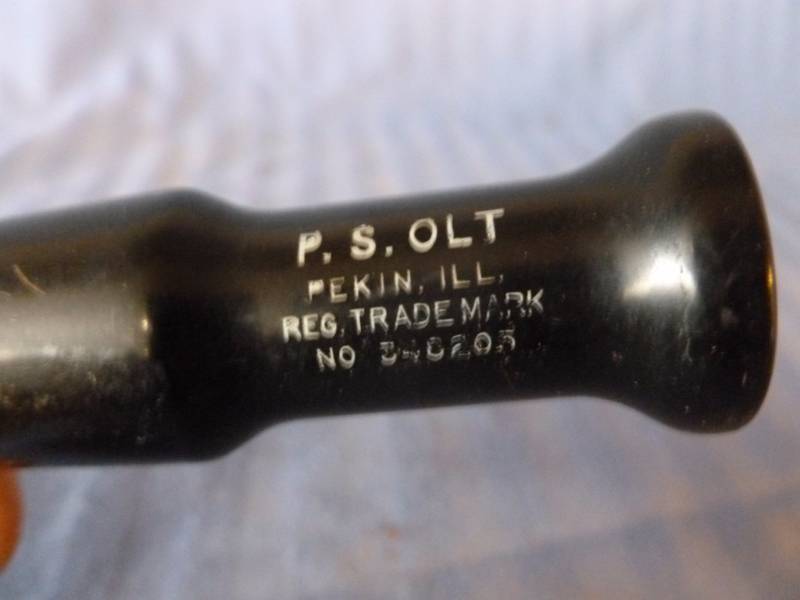 P. S. OLT
PEKIN, ILL.
REG. TRADE MARK
NO